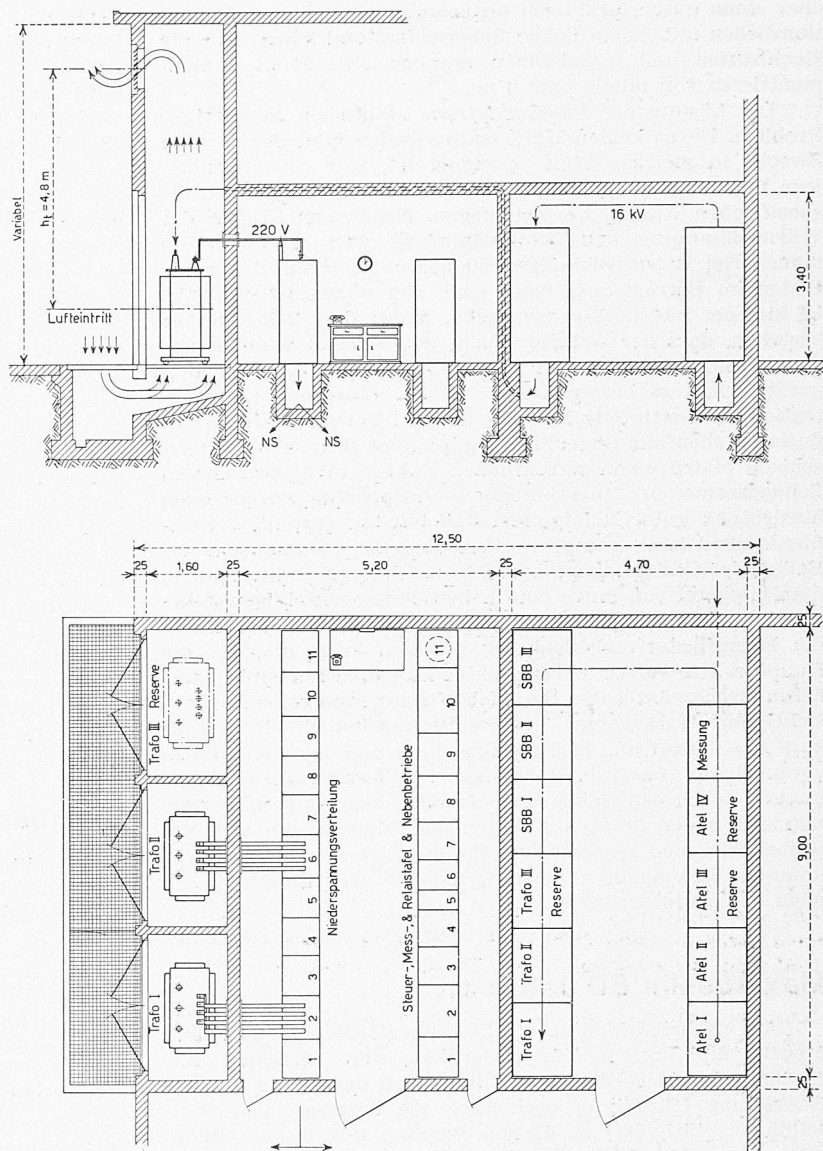 Variabel
h₁ = 4,8 m
Lufteintritt
220 V
16 kV
3,40
NS
NS
12,50
25
1,60
25
5,20
25
4,70
25
25
9,00
25
Trafo III Reserve
Trafo II
Trafo I
11
10
9
8
7
6
5
4
3
2
1
Niederspannungsverteilung
Steuer-, Mess-, & Relaistafel & Nebenbetriebe
11
10
9
8
7
6
5
4
3
2
1
SBB III
SBB II
SBB I
Trafo III
Reserve
Trafo II
Trafo I
Messung
Atel IV
Reserve
Atel III
Reserve
Atel II
Atel I